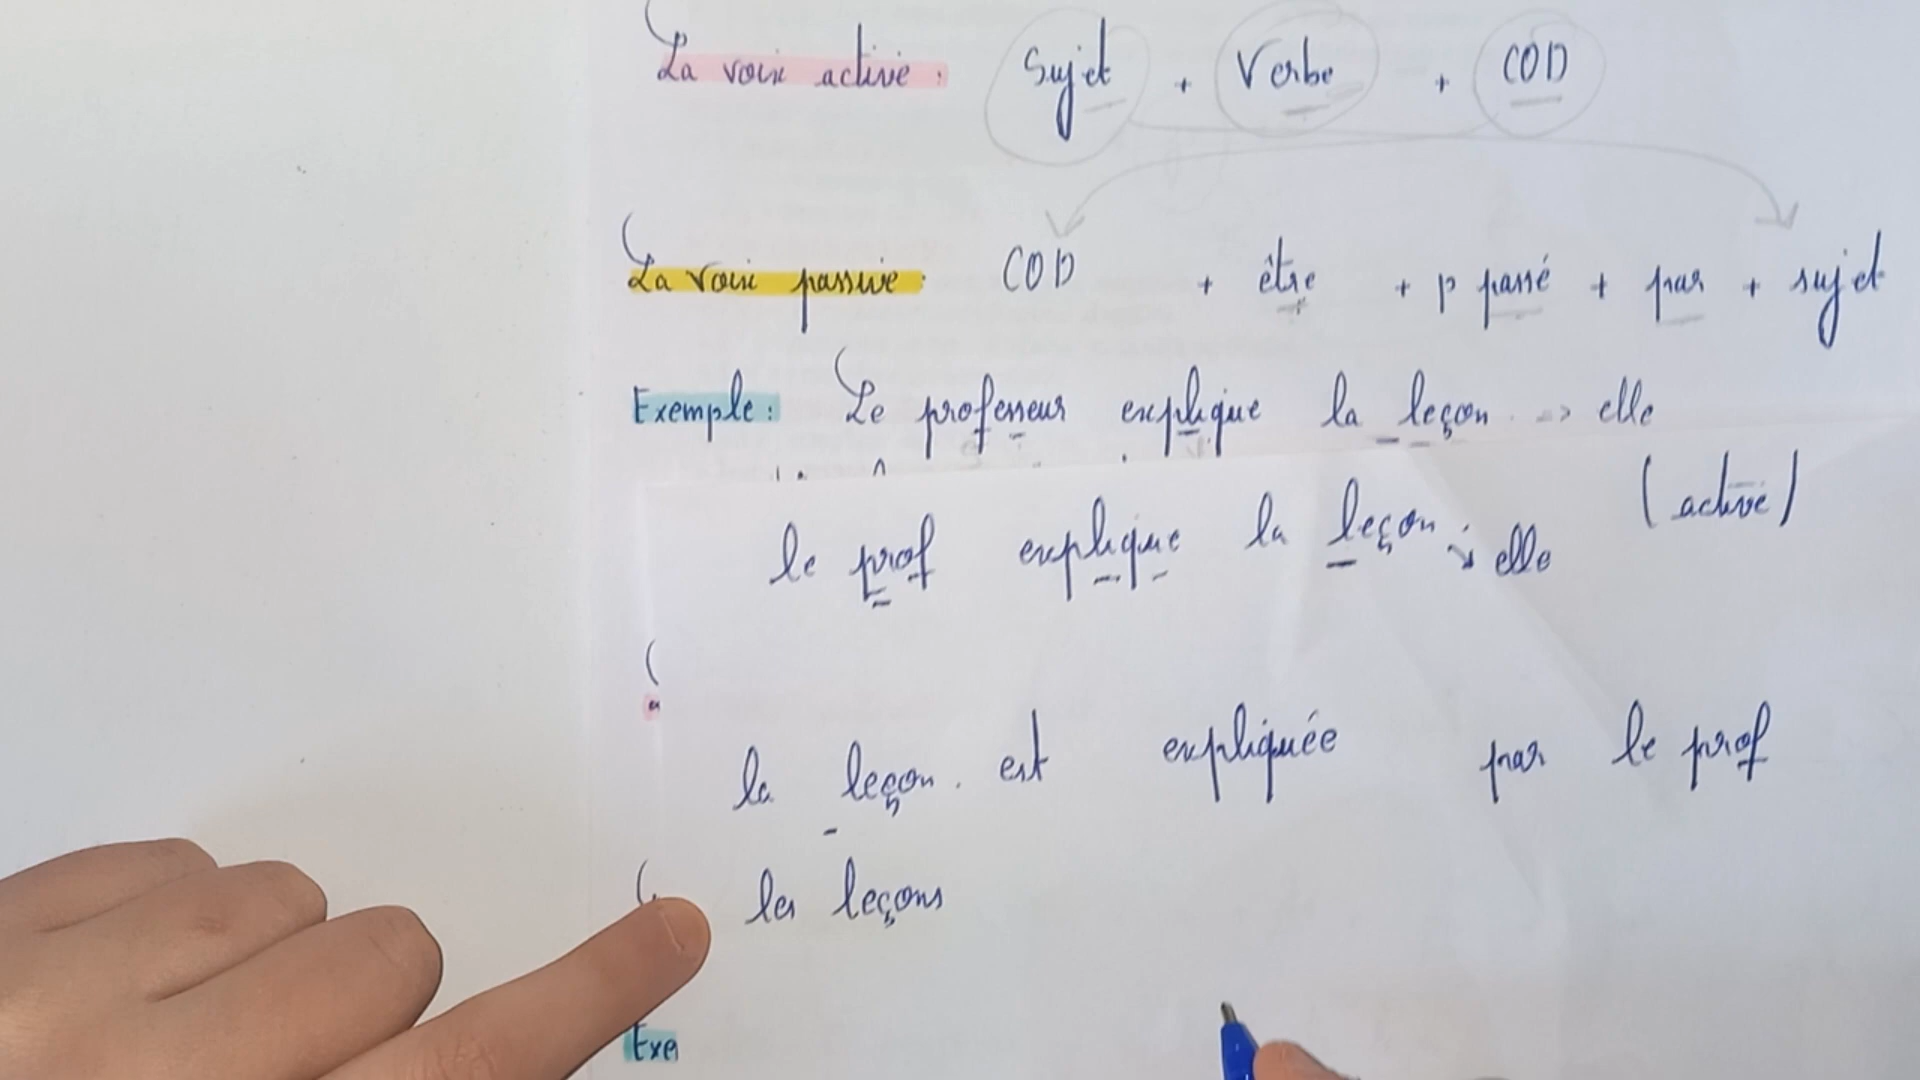 La voix active : Sujet + Verbe + COD
La voix passive : COD + être + p passé + par + sujet
Exemple : Le professeur explique la leçon. => elle
(active)
le prof explique la leçon. ↘ elle
la leçon. est expliquée par le prof
les leçons
Exe